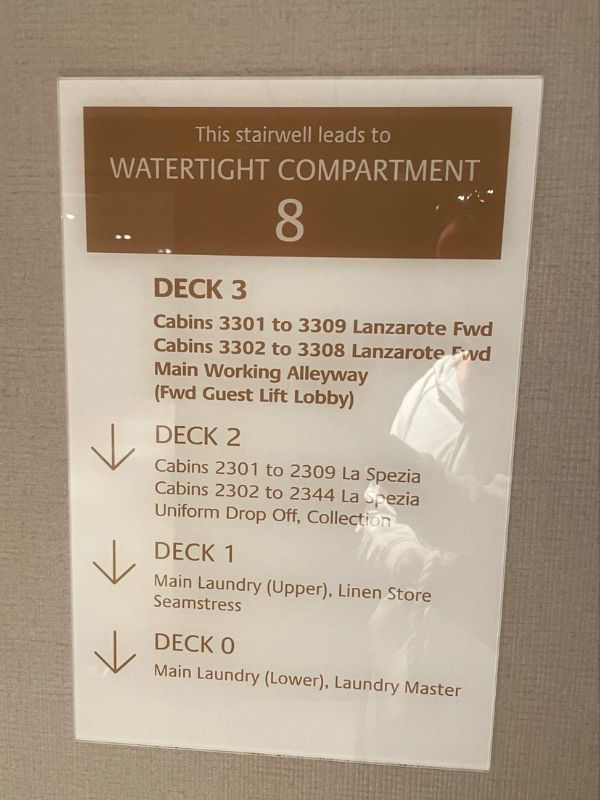 This stairwell leads to
WATERTIGHT COMPARTMENT
8
DECK 3
Cabins 3301 to 3309 Lanzarote Fwd
Cabins 3302 to 3308 Lanzarote Fwd
Main Working Alleyway
(Fwd Guest Lift Lobby)
DECK 2
Cabins 2301 to 2309 La Spezia
Cabins 2302 to 2344 La Spezia
Uniform Drop Off, Collection
DECK 1
Main Laundry (Upper), Linen Store
Seamstress
DECK 0
Main Laundry (Lower), Laundry Master